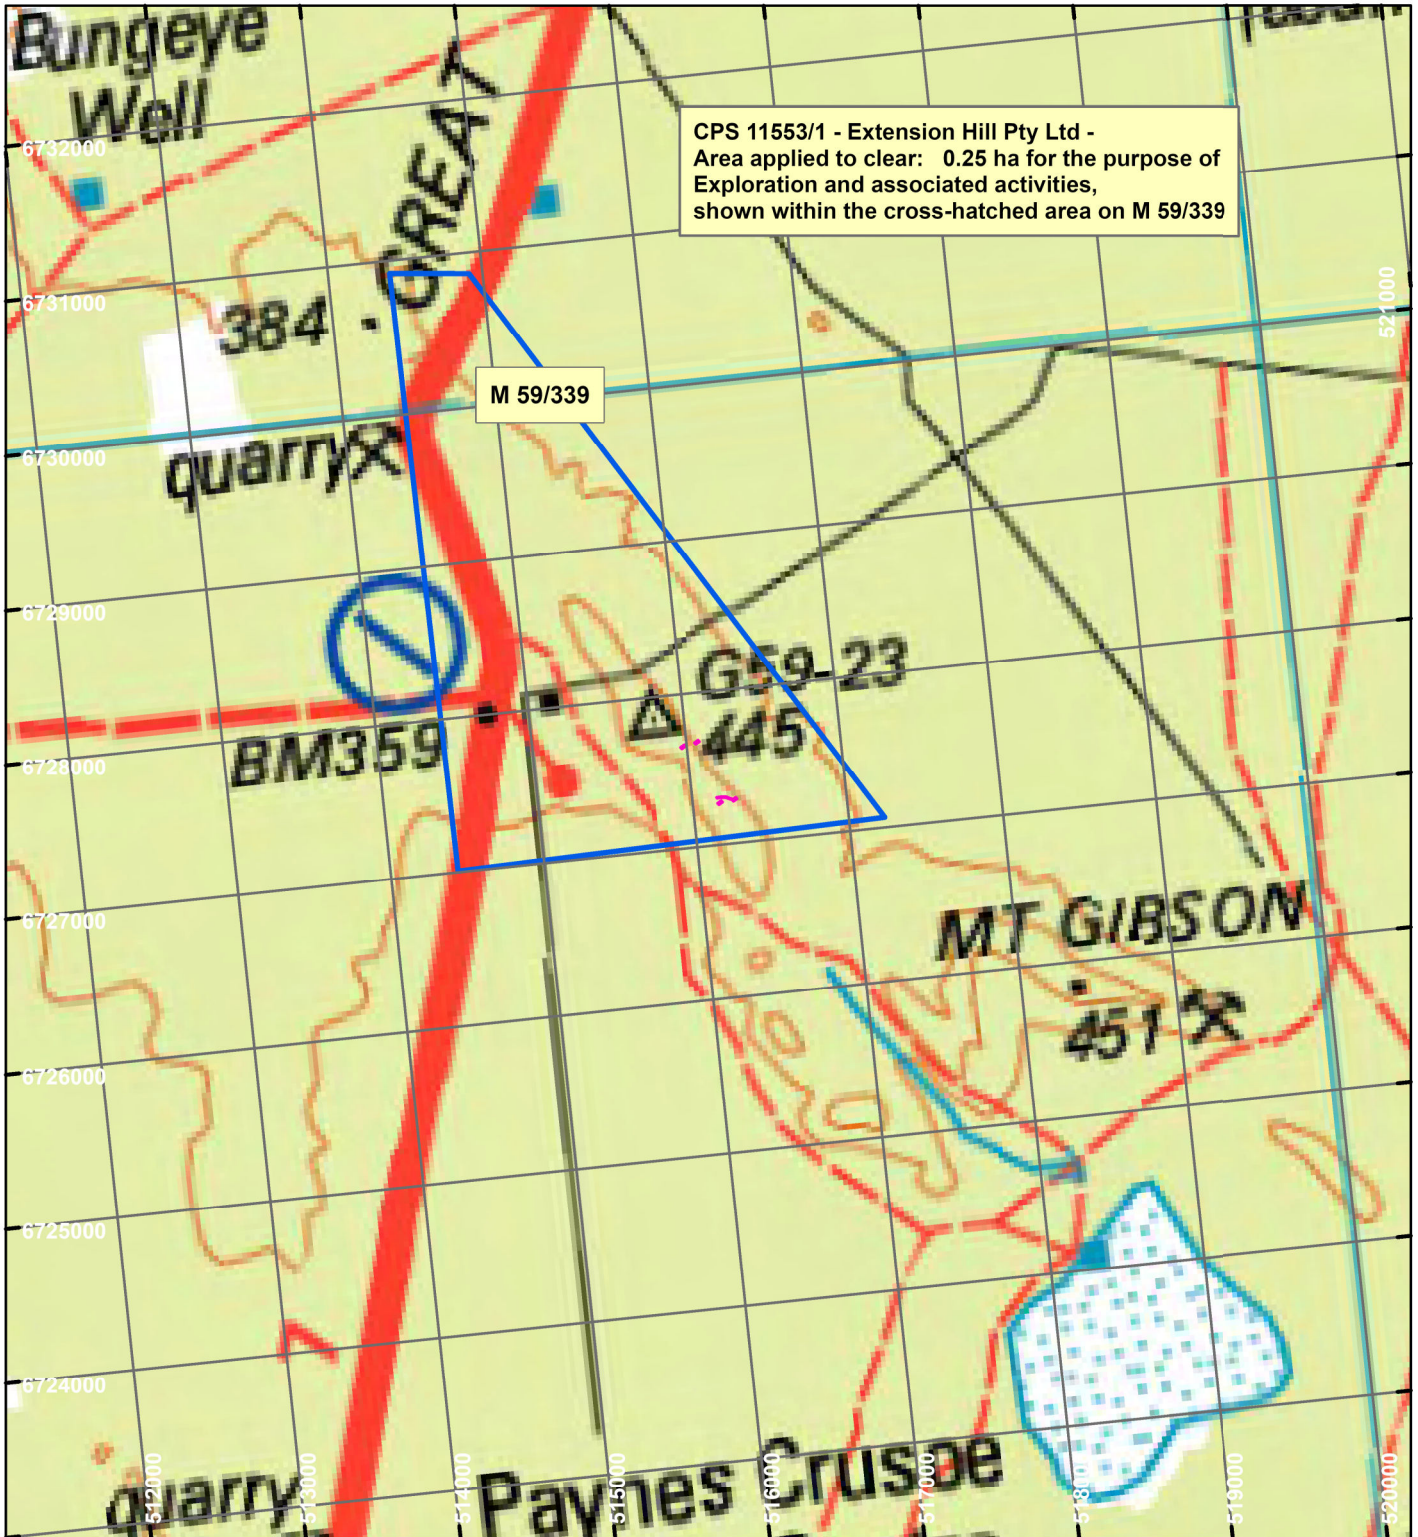 Bungeye
Well
GREAT
6732000
CPS 11553/1 - Extension Hill Pty Ltd -
Area applied to clear: 0.25 ha for the purpose of
Exploration and associated activities,
shown within the cross-hatched area on M 59/339
6731000
521000
384
M 59/339
6730000
quarry
6729000
G59-23
445
BM359
6728000
6727000
MT GIBSON
451
6726000
6725000
6724000
quarry
Paynes Crusoe
512000
513000
514000
515000
516000
517000
518000
519000
520000